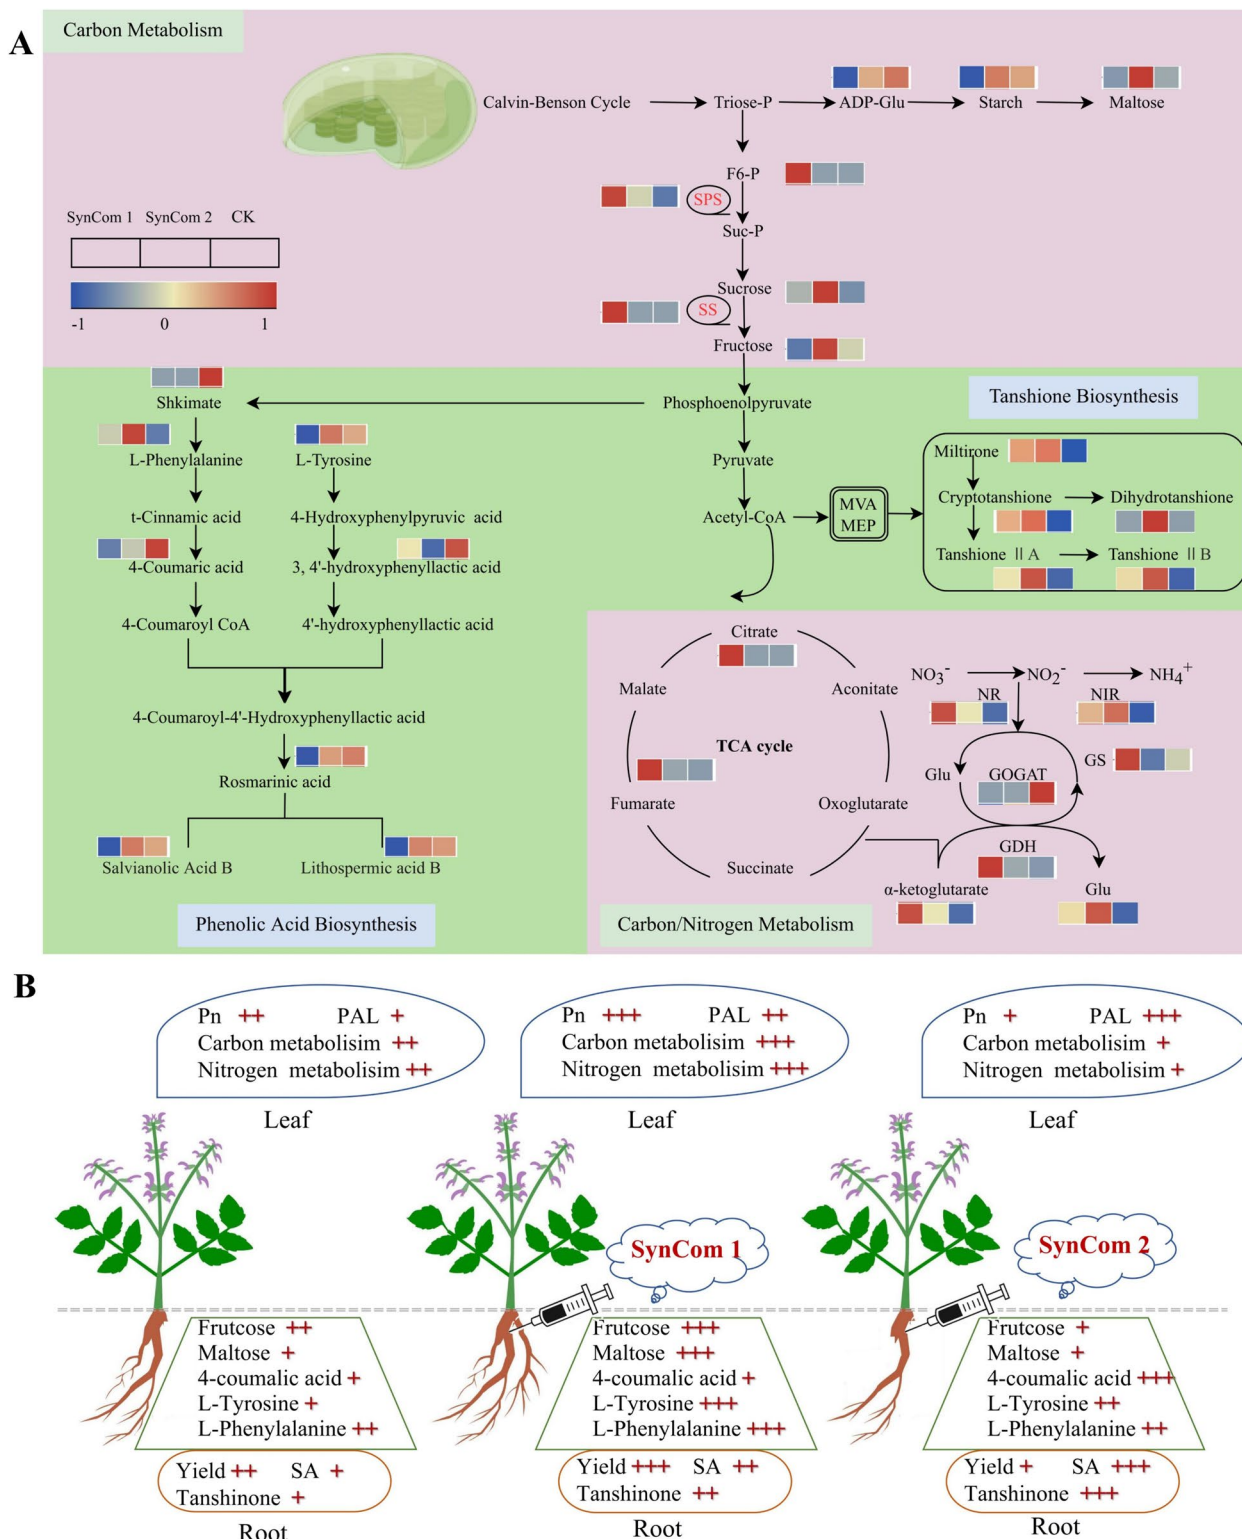 A
Carbon Metabolism
Calvin-Benson Cycle
Triose-P
ADP-Glu
Starch
Maltose
F6-P
SPS
Suc-P
SynCom 1 SynCom 2 CK
-1 0 1
Sucrose
SS
Fructose
Shkimate
Phosphoenolpyruvate
Tanshione Biosynthesis
L-Phenylalanine
L-Tyrosine
Pyruvate
Miltirone
t-Cinnamic acid
4-Hydroxyphenylpyruvic acid
Acetyl-CoA
MVA
MEP
Cryptotanshione
Dihydrotanshione
4-Coumaric acid
3, 4'-hydroxyphenyllactic acid
Tanshione ⅡA
Tanshione ⅡB
4-Coumaroyl CoA
4'-hydroxyphenyllactic acid
Citrate
Malate
Aconitate
NO₃⁻
NO₂⁻
NH₄⁺
NR
NIR
4-Coumaroyl-4'-Hydroxyphenyllactic acid
TCA cycle
Glu
GOGAT
GS
Rosmarinic acid
Fumarate
Oxoglutarate
GDH
Salvianolic Acid B
Lithospermic acid B
Succinate
α-ketoglutarate
Glu
Phenolic Acid Biosynthesis
Carbon/Nitrogen Metabolism
B
Pn ++ PAL +
Carbon metabolisim ++
Nitrogen metabolisim ++
Leaf
Pn +++ PAL ++
Carbon metabolisim +++
Nitrogen metabolisim +++
Leaf
Pn + PAL +++
Carbon metabolisim +
Nitrogen metabolisim +
Leaf
SynCom 1
SynCom 2
Frutcose ++
Maltose +
4-coumalic acid +
L-Tyrosine +
L-Phenylalanine ++
Yield ++ SA +
Tanshinone +
Root
Frutcose +++
Maltose +++
4-coumalic acid +
L-Tyrosine +++
L-Phenylalanine +++
Yield +++ SA ++
Tanshinone ++
Root
Frutcose +
Maltose +
4-coumalic acid +++
L-Tyrosine ++
L-Phenylalanine ++
Yield + SA +++
Tanshinone +++
Root